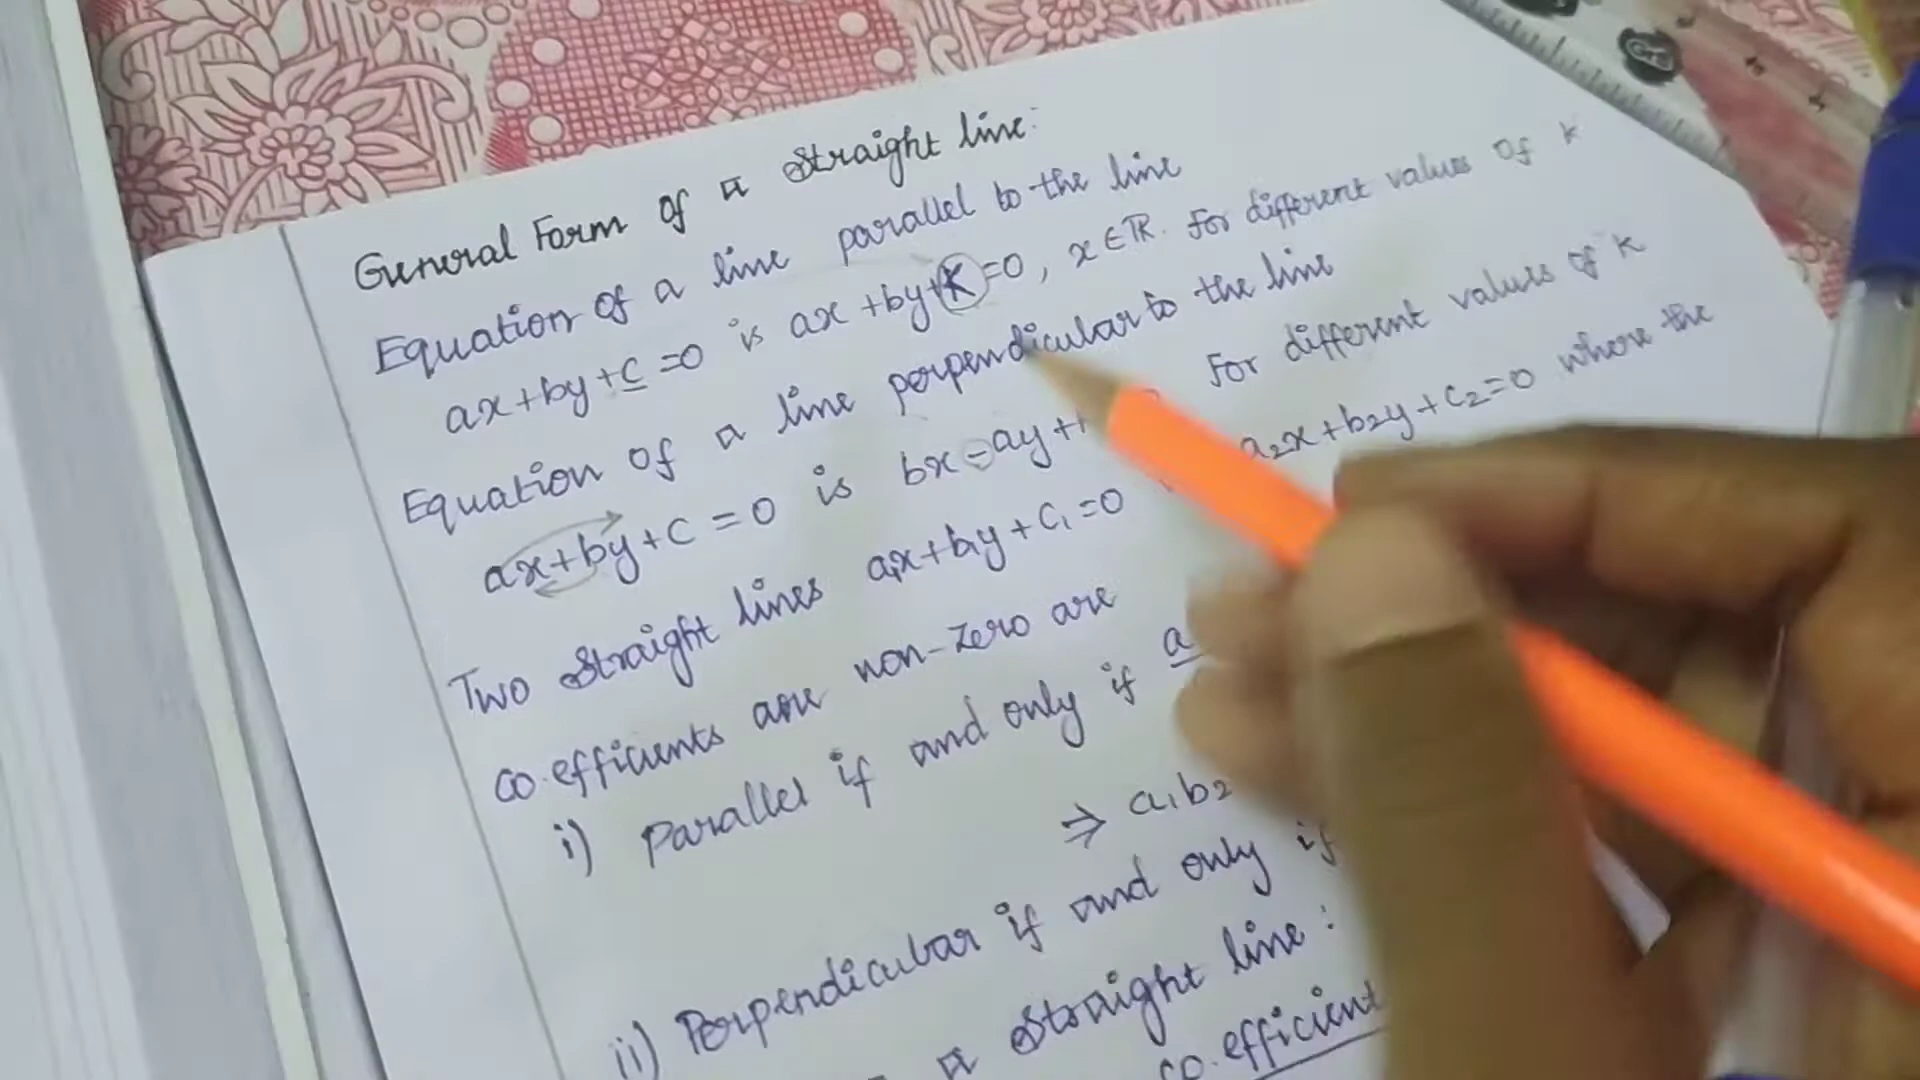 General Form of a Straight line:
Equation of a line parallel to the line
ax+by+c=0 is ax+by+K=0, x∈ℝ. For different values of k
Equation of a line perpendicular to the line
ax+by+c=0 is bx-ay+ For different values of k
Two Straight lines a₁x+b₁y+c₁=0 a₂x+b₂y+c₂=0 where the
co.efficients are non-zero are
i) Parallel if and only if a
⇒ a₁b₂
ii) Perpendicular if and only if
a Straight line:
co.efficient